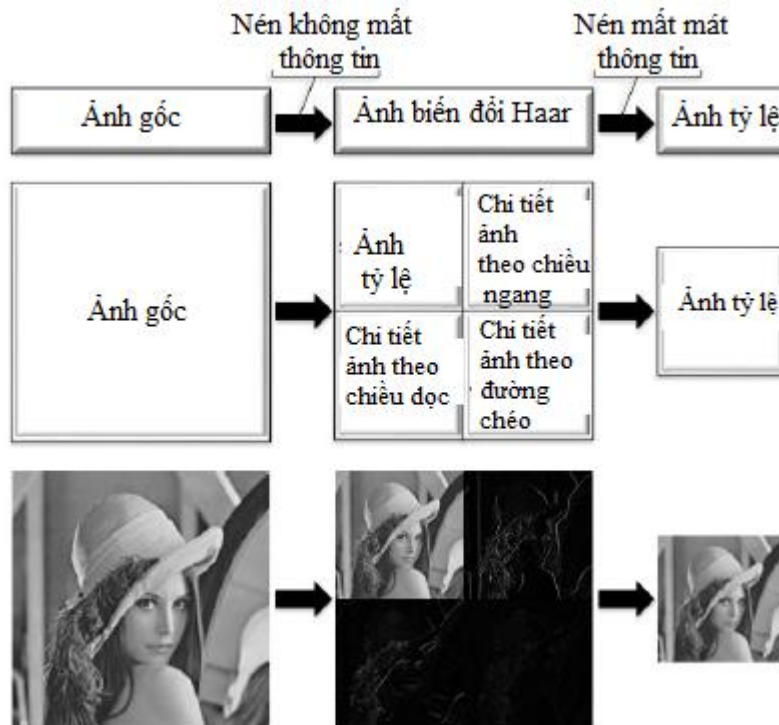 Nén không mất
thông tin
Nén mất mát
thông tin
Ảnh gốc
Ảnh biến đổi Haar
Ảnh tỷ lệ
Ảnh gốc
Ảnh
tỷ lệ
Chi tiết
ảnh
theo chiều
ngang
Chi tiết
ảnh theo
chiều dọc
Chi tiết
ảnh theo
đường
chéo
Ảnh tỷ lệ